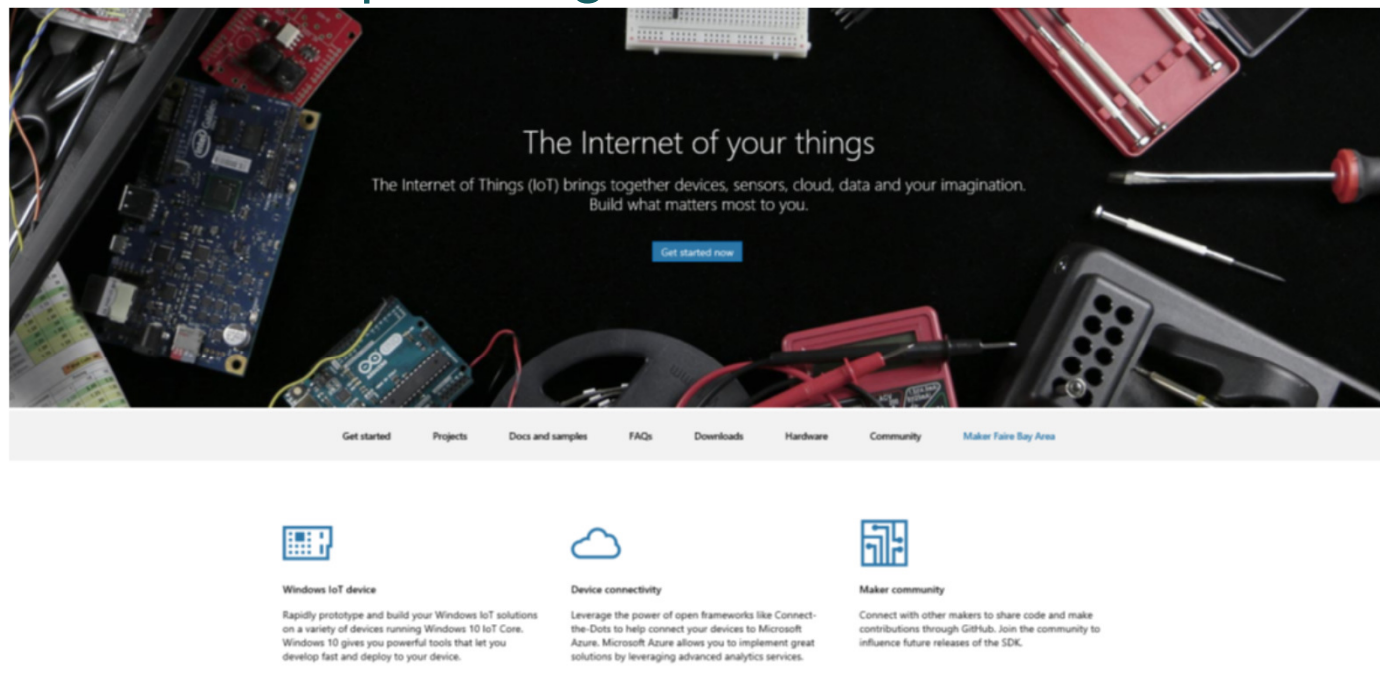 The Internet of your things
The Internet of Things (IoT) brings together devices, sensors, cloud, data and your imagination.
Build what matters most to you.
Get started now
Get started
Projects
Docs and samples
FAQs
Downloads
Hardware
Community
Maker Faire Bay Area
Windows IoT device
Rapidly prototype and build your Windows IoT solutions
on a variety of devices running Windows 10 IoT Core.
Windows 10 gives you powerful tools that let you
develop fast and deploy to your device.
Device connectivity
Leverage the power of open frameworks like Connect-
the-Dots to help connect your devices to Microsoft
Azure. Microsoft Azure allows you to implement great
solutions by leveraging advanced analytics services.
Maker community
Connect with other makers to share code and make
contributions through GitHub. Join the community to
influence future releases of the SDK.